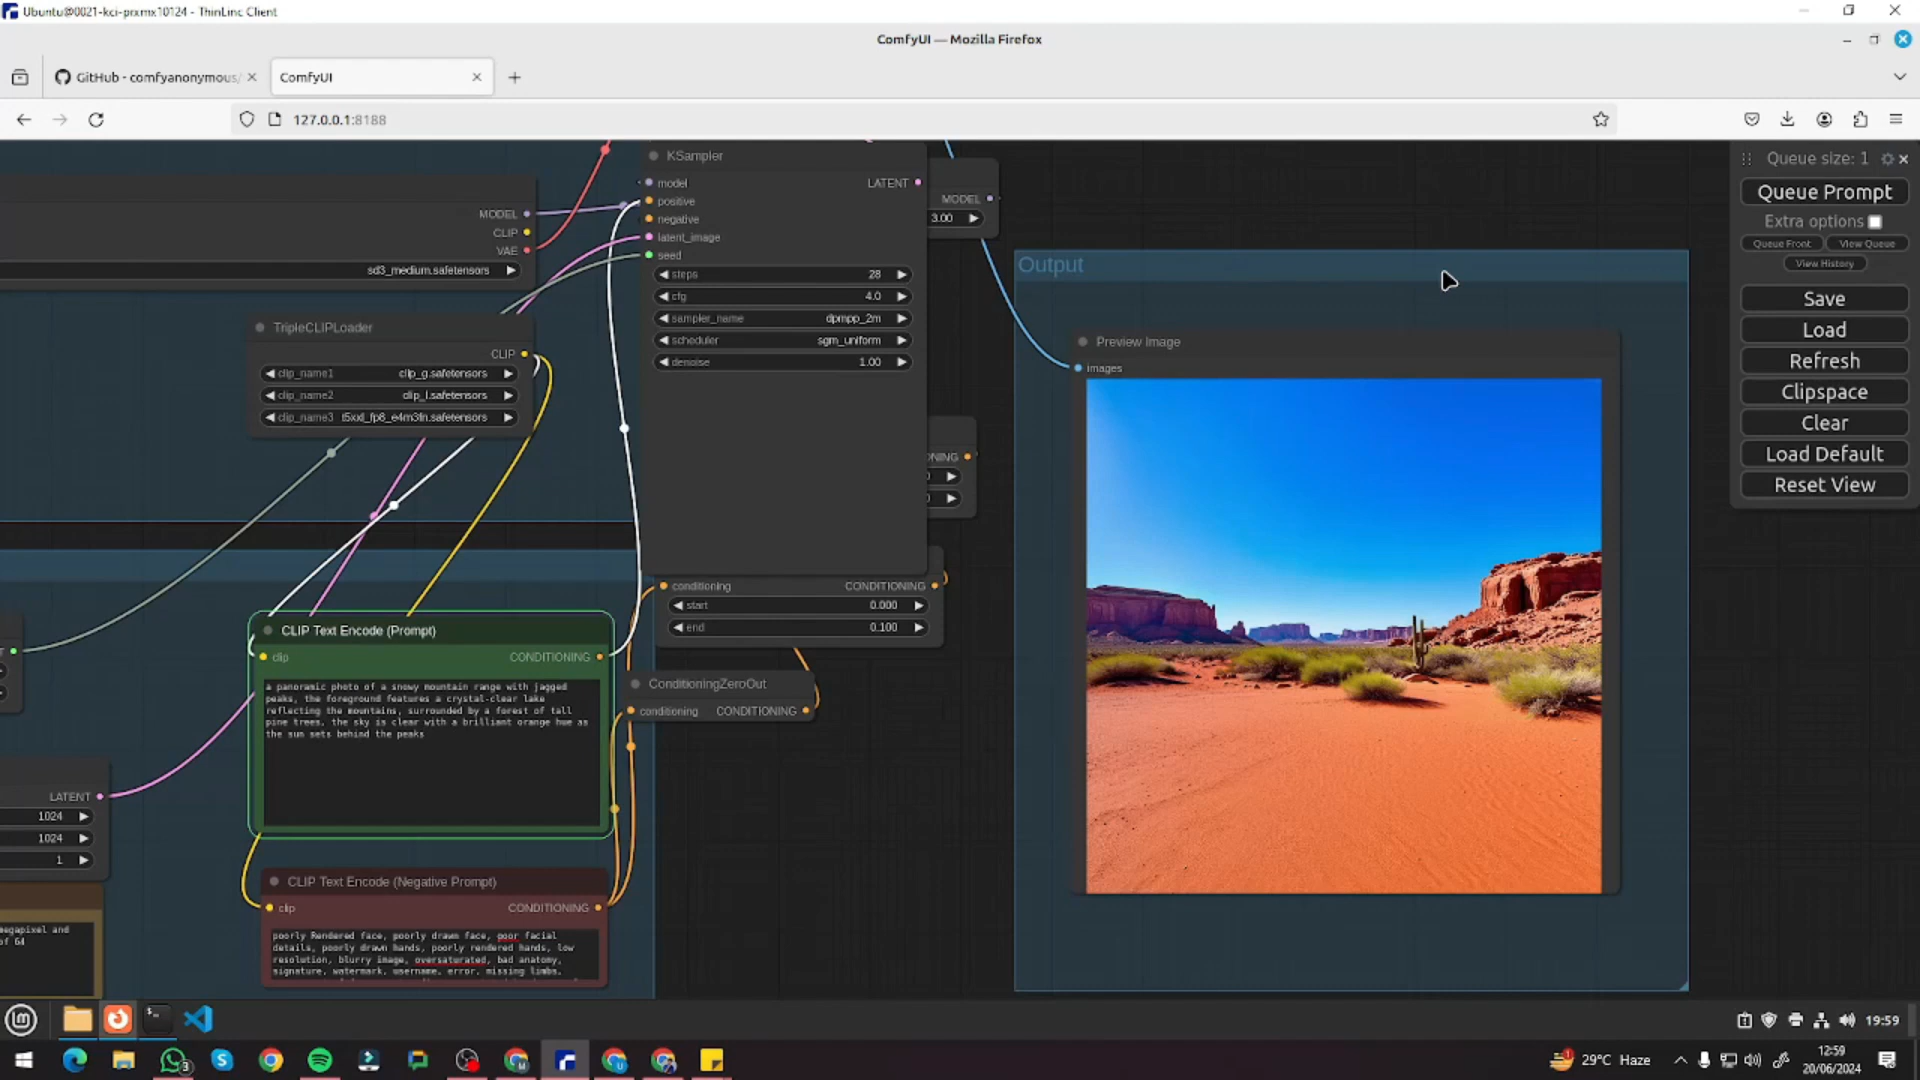 Ubuntu@0021-kci-prxmx10124 - ThinLinc Client
ComfyUI — Mozilla Firefox
GitHub - comfyanonymous/
ComfyUI
127.0.0.1:8188
KSampler
model
LATENT
positive
negative
latent_image
seed
steps 28
cfg 4.0
sampler_name dpmpp_2m
scheduler sgm_uniform
denoise 1.00
MODEL
3.00
MODEL
CLIP
VAE
sd3_medium.safetensors
TripleCLIPLoader
CLIP
clip_name1 clip_g.safetensors
clip_name2 clip_l.safetensors
clip_name3 t5xxl_fp8_e4m3fn.safetensors
conditioning CONDITIONING
start 0.000
end 0.100
ConditioningZeroOut
conditioning CONDITIONING
CLIP Text Encode (Prompt)
clip CONDITIONING
a panoramic photo of a snowy mountain range with jagged
peaks, the foreground features a crystal-clear lake
reflecting the mountains, surrounded by a forest of tall
pine trees. the sky is clear with a brilliant orange hue as
the sun sets behind the peaks
LATENT
1024
1024
1
CLIP Text Encode (Negative Prompt)
clip CONDITIONING
poorly Rendered face, poorly drawn face, poor facial
details, poorly drawn hands, poorly rendered hands, low
resolution, blurry image, oversaturated, bad anatomy,
signature, watermark, username, error, missing limbs,
megapixel and
of 64
Output
Preview Image
images
Queue size: 1
Queue Prompt
Extra options
Queue Front
View Queue
View History
Save
Load
Refresh
Clipspace
Clear
Load Default
Reset View
19:59
29°C Haze
12:59
20/06/2024